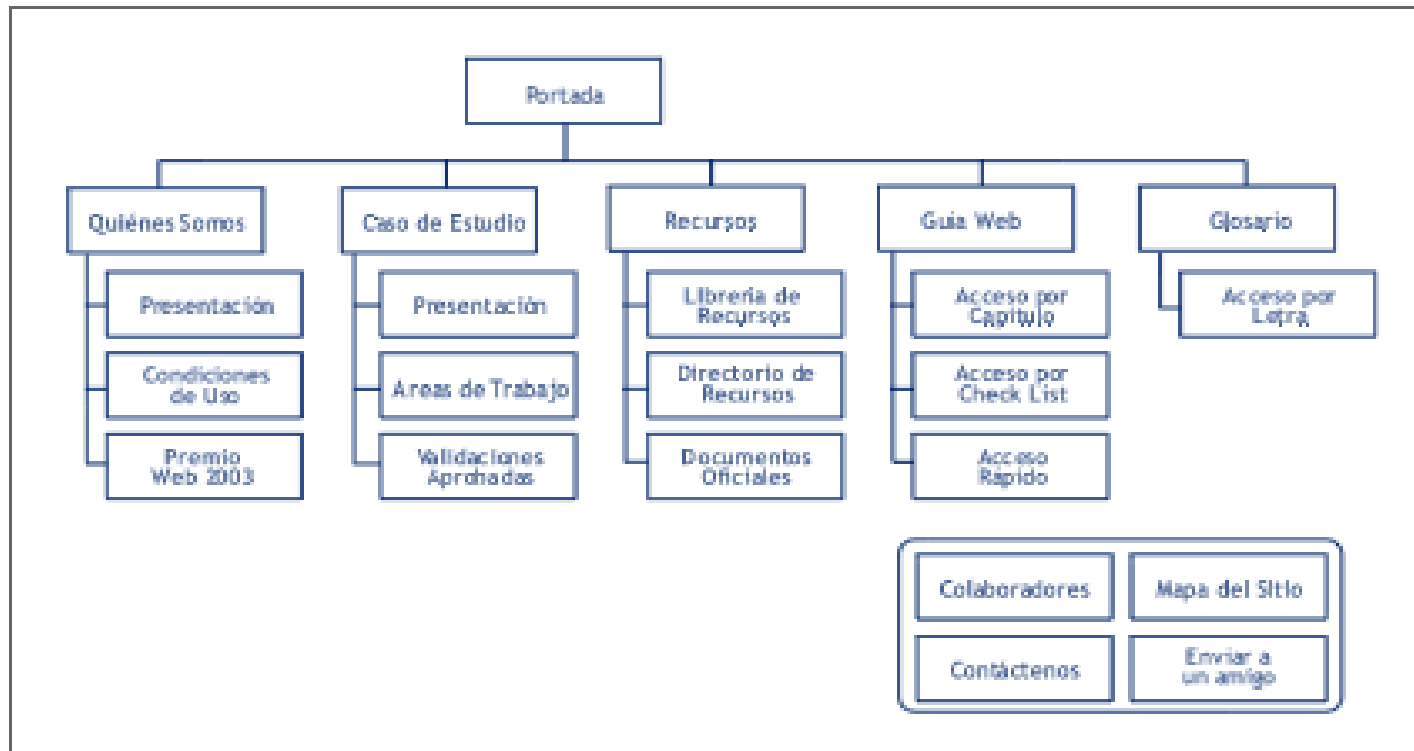 Portada
Quiénes Somos
Caso de Estudio
Recursos
Guía Web
Glosario
Presentación
Condiciones
de Uso
Premio
Web 2003
Presentación
Areas de Trabajo
Validaciones
Aprobadas
Librería de
Recursos
Directorio de
Recursos
Documentos
Oficiales
Acceso por
Capítulo
Acceso por
Check List
Acceso
Rápido
Acceso por
Letra
Colaboradores
Mapa del Sitio
Contáctenos
Enviar a
un amigo